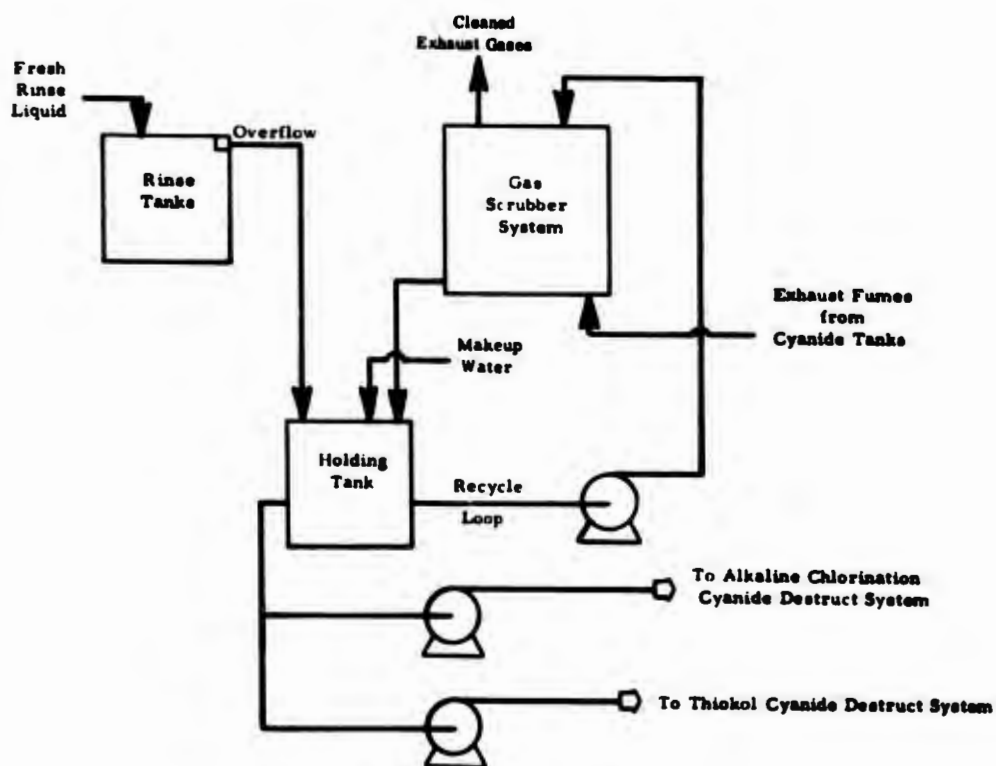 Cleaned
Exhaust Gases
Fresh
Rinse
Liquid
Overflow
Rinse
Tanks
Gas
Scrubber
System
Exhaust Fumes
from
Cyanide Tanks
Makeup
Water
Holding
Tank
Recycle
Loop
To Alkaline Chlorination
Cyanide Destruct System
To Thiokol Cyanide Destruct System